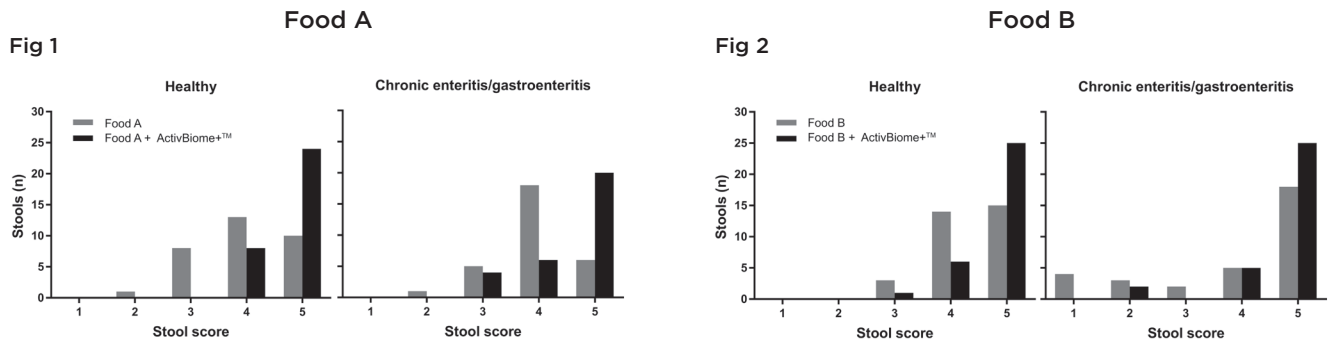 Food A
Fig 1
Healthy
Chronic enteritis/gastroenteritis
Food A
Food A + ActivBiome+™
Stools (n)
30
25
20
15
10
5
0
1 2 3 4 5
Stool score
1 2 3 4 5
Stool score
Food B
Fig 2
Healthy
Chronic enteritis/gastroenteritis
Food B
Food B + ActivBiome+™
Stools (n)
30
25
20
15
10
5
0
1 2 3 4 5
Stool score
1 2 3 4 5
Stool score